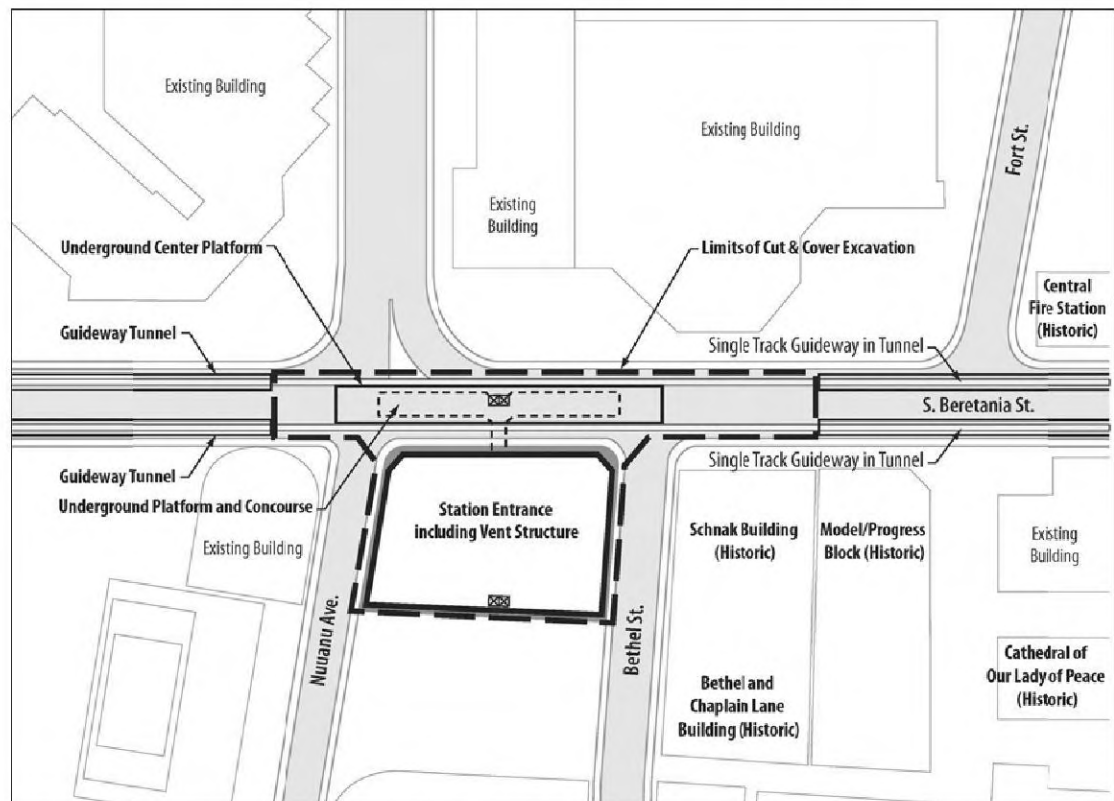 Existing Building
Existing Building
Fort St.
Existing
Building
Underground Center Platform
Limits of Cut & Cover Excavation
Central
Fire Station
(Historic)
Guideway Tunnel
Single Track Guideway in Tunnel
S. Beretania St.
Guideway Tunnel
Single Track Guideway in Tunnel
Underground Platform and Concourse
Station Entrance
including Vent Structure
Schnak Building
(Historic)
Model/Progress
Block (Historic)
Existing
Building
Existing Building
Nuuanu Ave.
Bethel St.
Bethel and
Chaplain Lane
Building (Historic)
Cathedral of
Our Lady of Peace
(Historic)